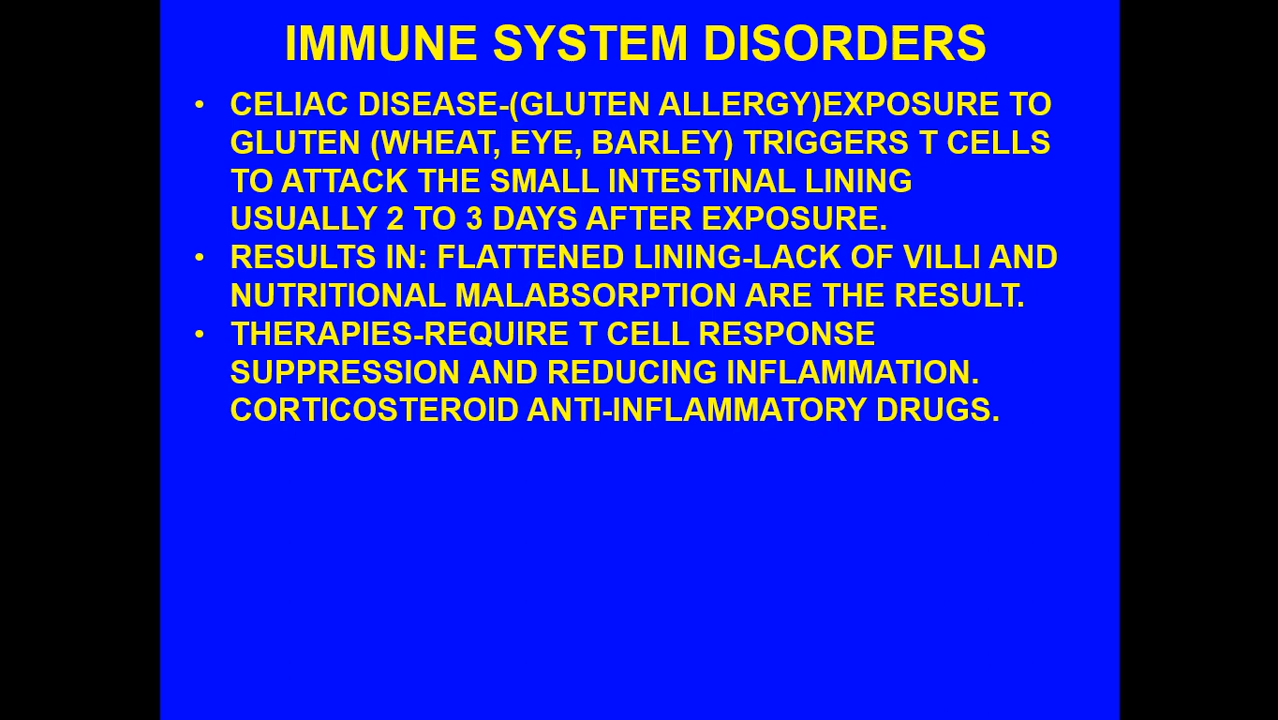 IMMUNE SYSTEM DISORDERS
• CELIAC DISEASE-(GLUTEN ALLERGY)EXPOSURE TO
GLUTEN (WHEAT, EYE, BARLEY) TRIGGERS T CELLS
TO ATTACK THE SMALL INTESTINAL LINING
USUALLY 2 TO 3 DAYS AFTER EXPOSURE.
• RESULTS IN: FLATTENED LINING-LACK OF VILLI AND
NUTRITIONAL MALABSORPTION ARE THE RESULT.
• THERAPIES-REQUIRE T CELL RESPONSE
SUPPRESSION AND REDUCING INFLAMMATION.
CORTICOSTEROID ANTI-INFLAMMATORY DRUGS.